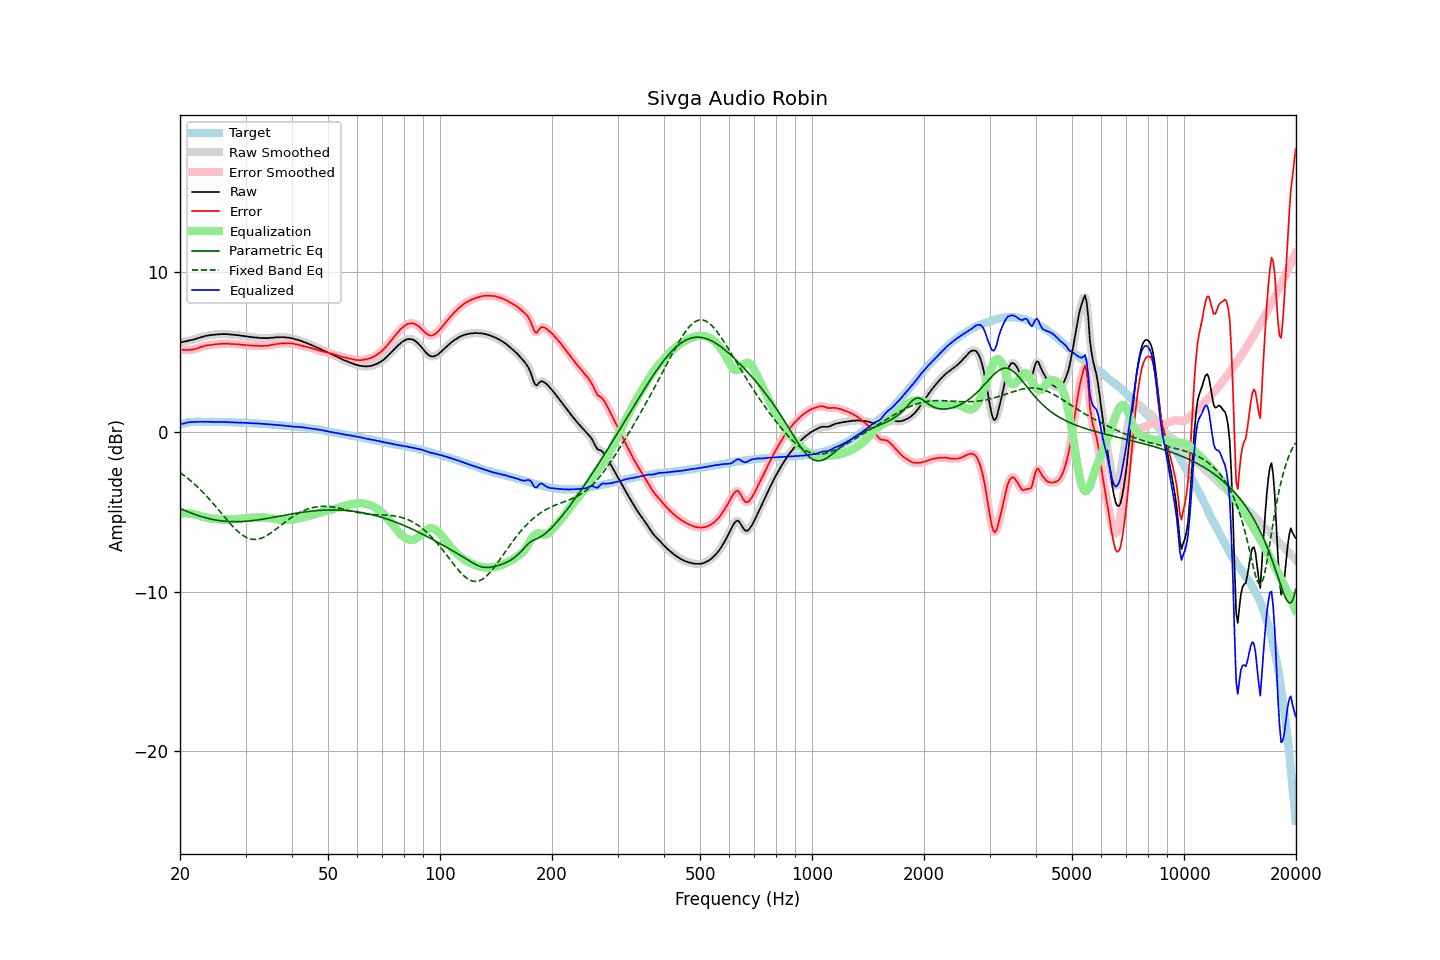 Sivga Audio Robin
Target
Raw Smoothed
Error Smoothed
Raw
Error
Equalization
Parametric Eq
Fixed Band Eq
Equalized
Amplitude (dBr)
10
0
−10
−20
20
50
100
200
500
1000
2000
5000
10000
20000
Frequency (Hz)